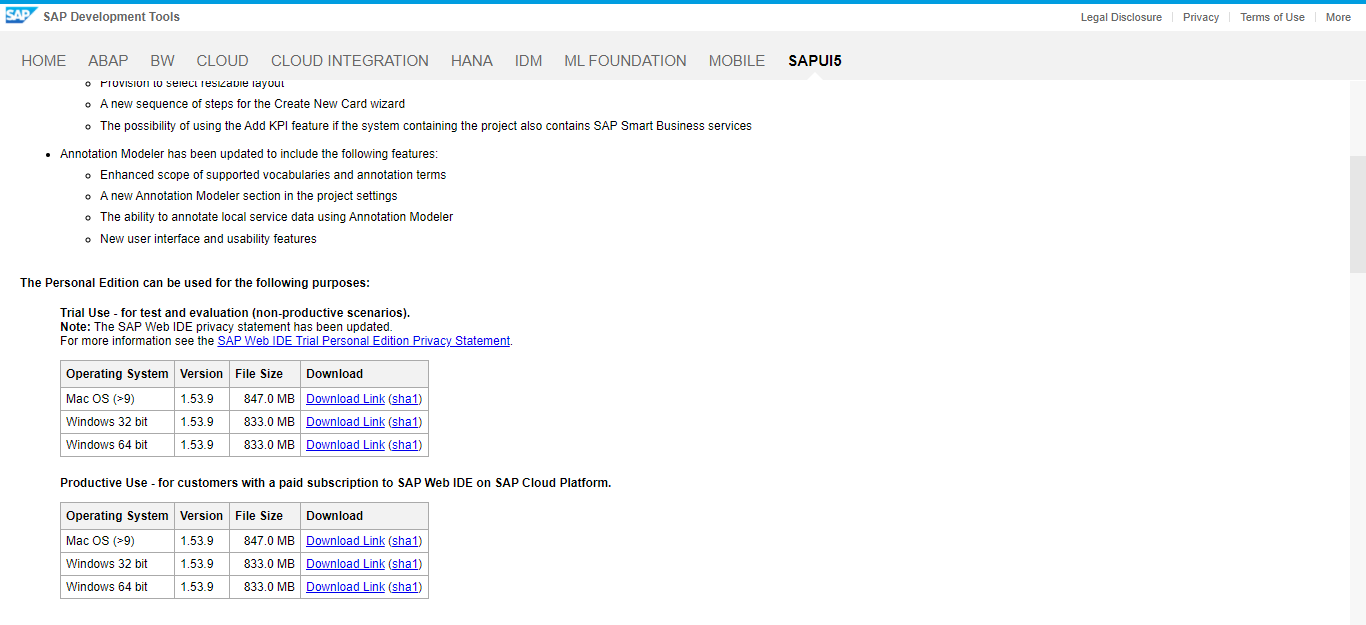 SAP SAP Development Tools Legal Disclosure Privacy Terms of Use More
HOME ABAP BW CLOUD CLOUD INTEGRATION HANA IDM ML FOUNDATION MOBILE SAPUI5
Provision to select resizable layout
A new sequence of steps for the Create New Card wizard
The possibility of using the Add KPI feature if the system containing the project also contains SAP Smart Business services
Annotation Modeler has been updated to include the following features:
Enhanced scope of supported vocabularies and annotation terms
A new Annotation Modeler section in the project settings
The ability to annotate local service data using Annotation Modeler
New user interface and usability features
The Personal Edition can be used for the following purposes:
Trial Use - for test and evaluation (non-productive scenarios).
Note: The SAP Web IDE privacy statement has been updated.
For more information see the SAP Web IDE Trial Personal Edition Privacy Statement.
Operating System Version File Size Download
Mac OS (>9) 1.53.9 847.0 MB Download Link (sha1)
Windows 32 bit 1.53.9 833.0 MB Download Link (sha1)
Windows 64 bit 1.53.9 833.0 MB Download Link (sha1)
Productive Use - for customers with a paid subscription to SAP Web IDE on SAP Cloud Platform.
Operating System Version File Size Download
Mac OS (>9) 1.53.9 847.0 MB Download Link (sha1)
Windows 32 bit 1.53.9 833.0 MB Download Link (sha1)
Windows 64 bit 1.53.9 833.0 MB Download Link (sha1)